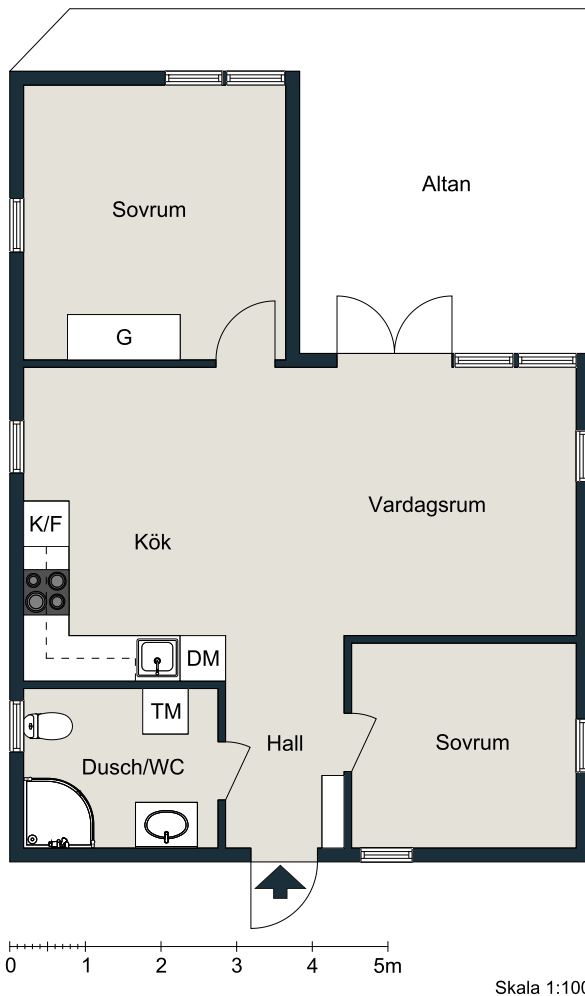 Altan
Sovrum
G
Vardagsrum
K/F
Kök
DM
TM
Hall
Sovrum
Dusch/WC
0 1 2 3 4 5m
Skala 1:100